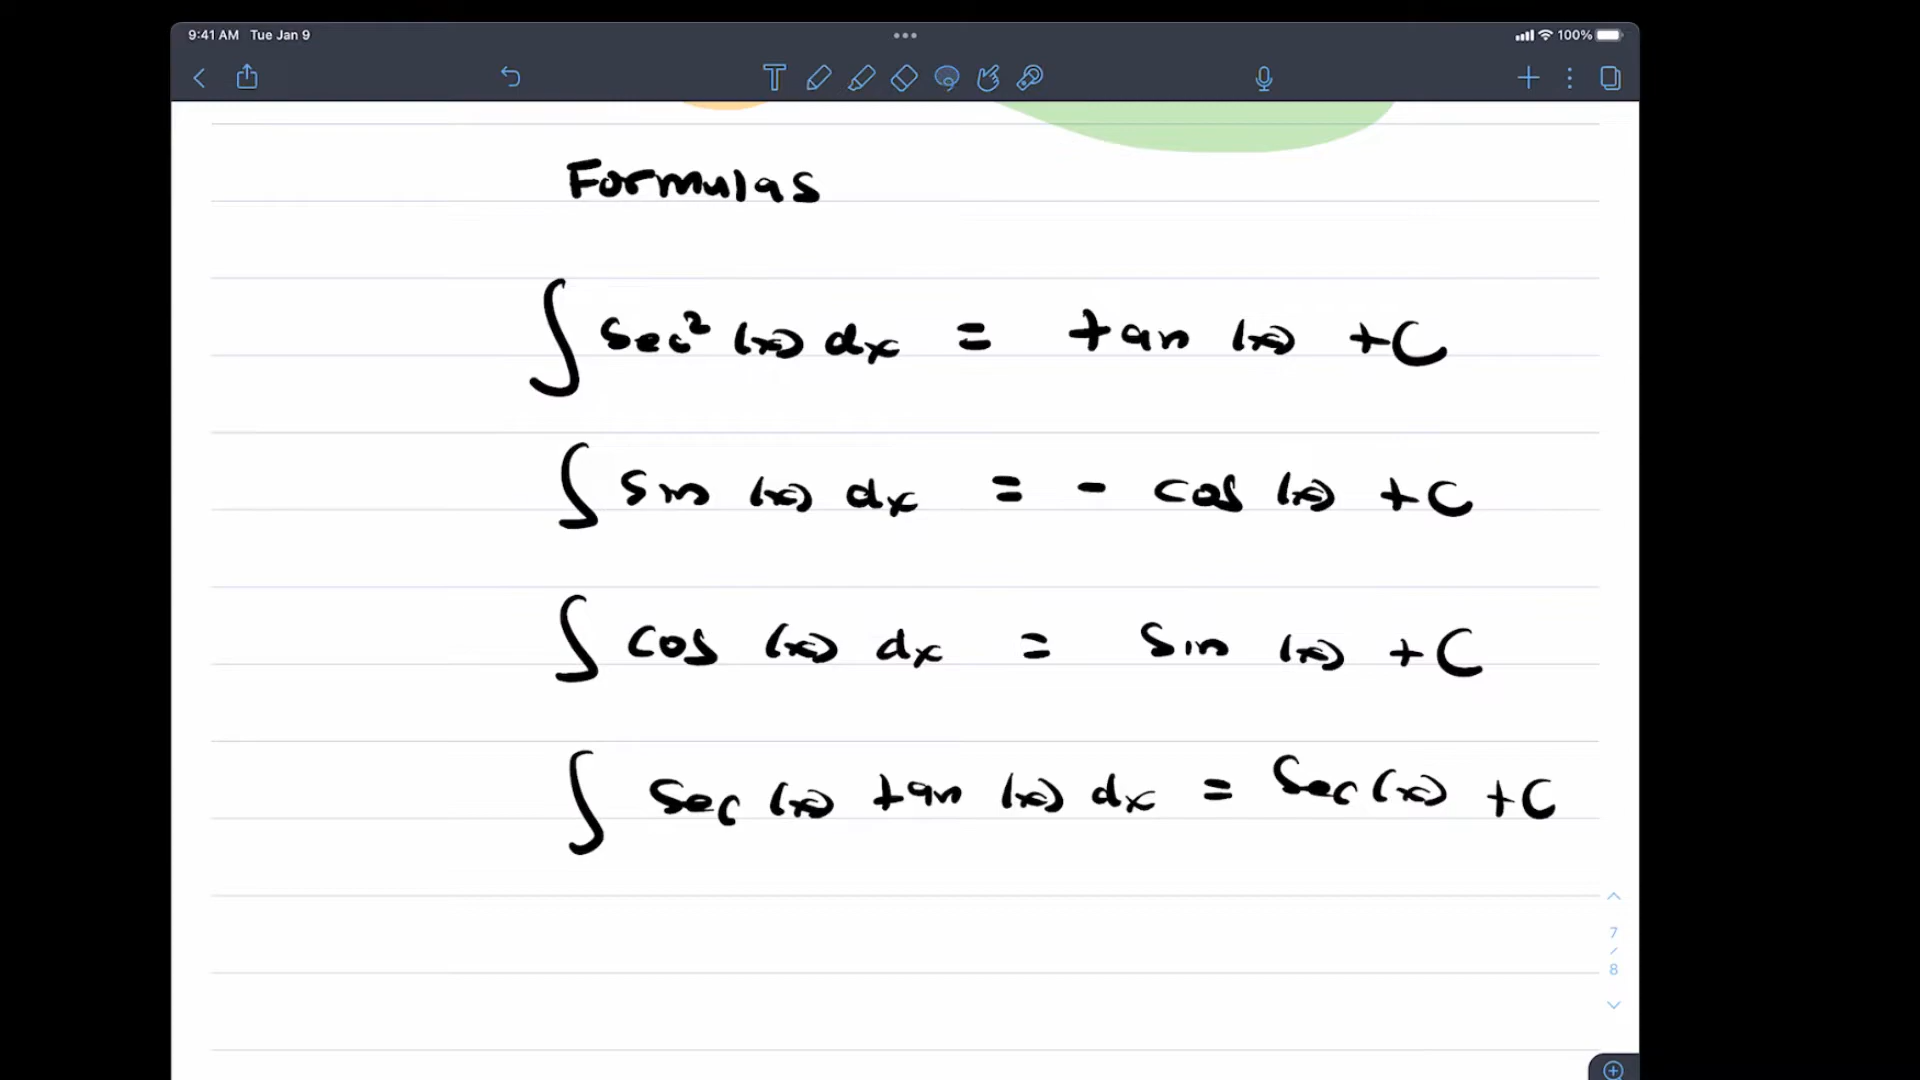 9:41 AM Tue Jan 9 100%
Formulas
∫ sec² (x) dx = tan (x) + C
∫ sin (x) dx = - cos (x) + C
∫ cos (x) dx = sin (x) + C
∫ sec (x) tan (x) dx = sec (x) + C
7
/
8